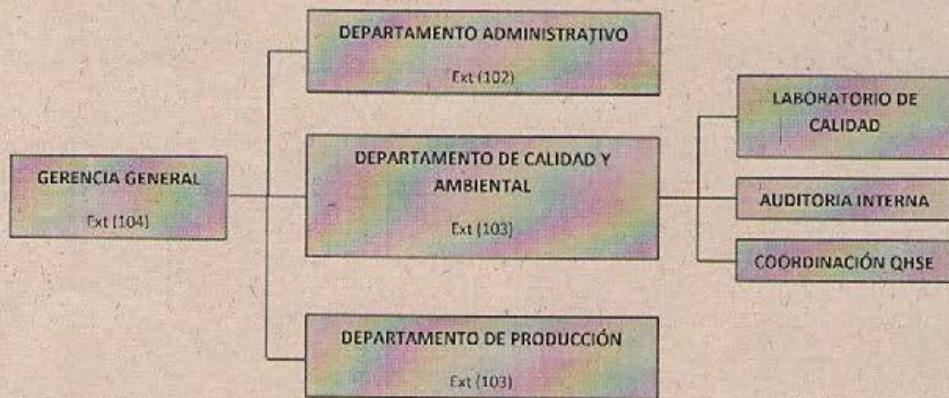 DEPARTAMENTO ADMINISTRATIVO
Ext (102)
LABORATORIO DE
CALIDAD
DEPARTAMENTO DE CALIDAD Y
AMBIENTAL
Ext (103)
GERENCIA GENERAL
Ext (104)
AUDITORIA INTERNA
COORDINACIÓN QHSE
DEPARTAMENTO DE PRODUCCIÓN
Ext (103)